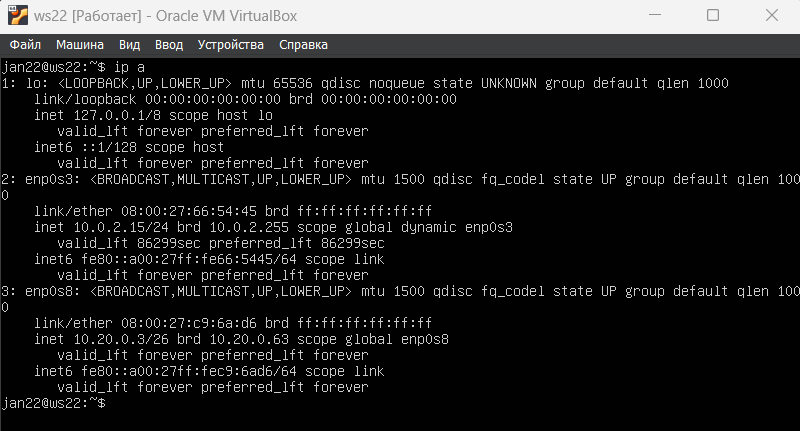 ws22 [Работает] - Oracle VM VirtualBox
Файл Машина Вид Ввод Устройства Справка
jan22@ws22:~$ ip a
1: lo: <LOOPBACK,UP,LOWER_UP> mtu 65536 qdisc noqueue state UNKNOWN group default qlen 1000
    link/loopback 00:00:00:00:00:00 brd 00:00:00:00:00:00
    inet 127.0.0.1/8 scope host lo
       valid_lft forever preferred_lft forever
    inet6 ::1/128 scope host
       valid_lft forever preferred_lft forever
2: enp0s3: <BROADCAST,MULTICAST,UP,LOWER_UP> mtu 1500 qdisc fq_codel state UP group default qlen 100
0
    link/ether 08:00:27:66:54:45 brd ff:ff:ff:ff:ff:ff
    inet 10.0.2.15/24 brd 10.0.2.255 scope global dynamic enp0s3
       valid_lft 86299sec preferred_lft 86299sec
    inet6 fe80::a00:27ff:fe66:5445/64 scope link
       valid_lft forever preferred_lft forever
3: enp0s8: <BROADCAST,MULTICAST,UP,LOWER_UP> mtu 1500 qdisc fq_codel state UP group default qlen 100
0
    link/ether 08:00:27:c9:6a:d6 brd ff:ff:ff:ff:ff:ff
    inet 10.20.0.3/26 brd 10.20.0.63 scope global enp0s8
       valid_lft forever preferred_lft forever
    inet6 fe80::a00:27ff:fec9:6ad6/64 scope link
       valid_lft forever preferred_lft forever
jan22@ws22:~$